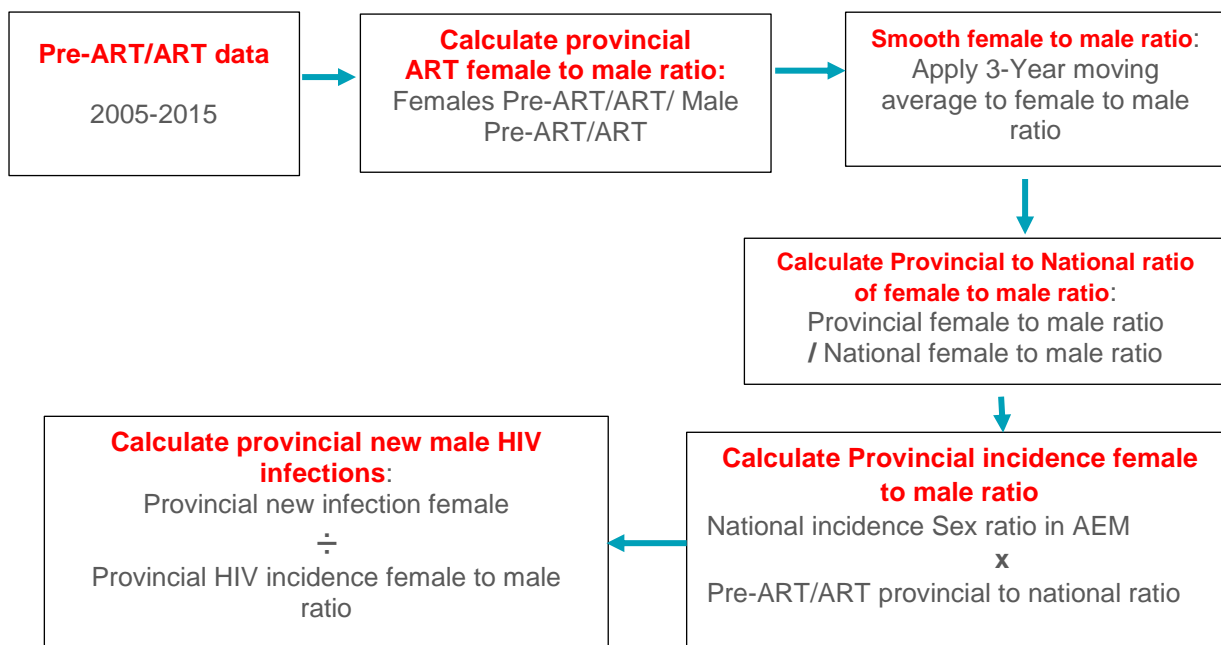 Pre-ART/ART data
2005-2015
Calculate provincial
ART female to male ratio:
Females Pre-ART/ART/ Male
Pre-ART/ART
Smooth female to male ratio:
Apply 3-Year moving
average to female to male
ratio
Calculate Provincial to National ratio
of female to male ratio:
Provincial female to male ratio
/ National female to male ratio
Calculate Provincial incidence female
to male ratio
National incidence Sex ratio in AEM
x
Pre-ART/ART provincial to national ratio
Calculate provincial new male HIV
infections:
Provincial new infection female
÷
Provincial HIV incidence female to male
ratio